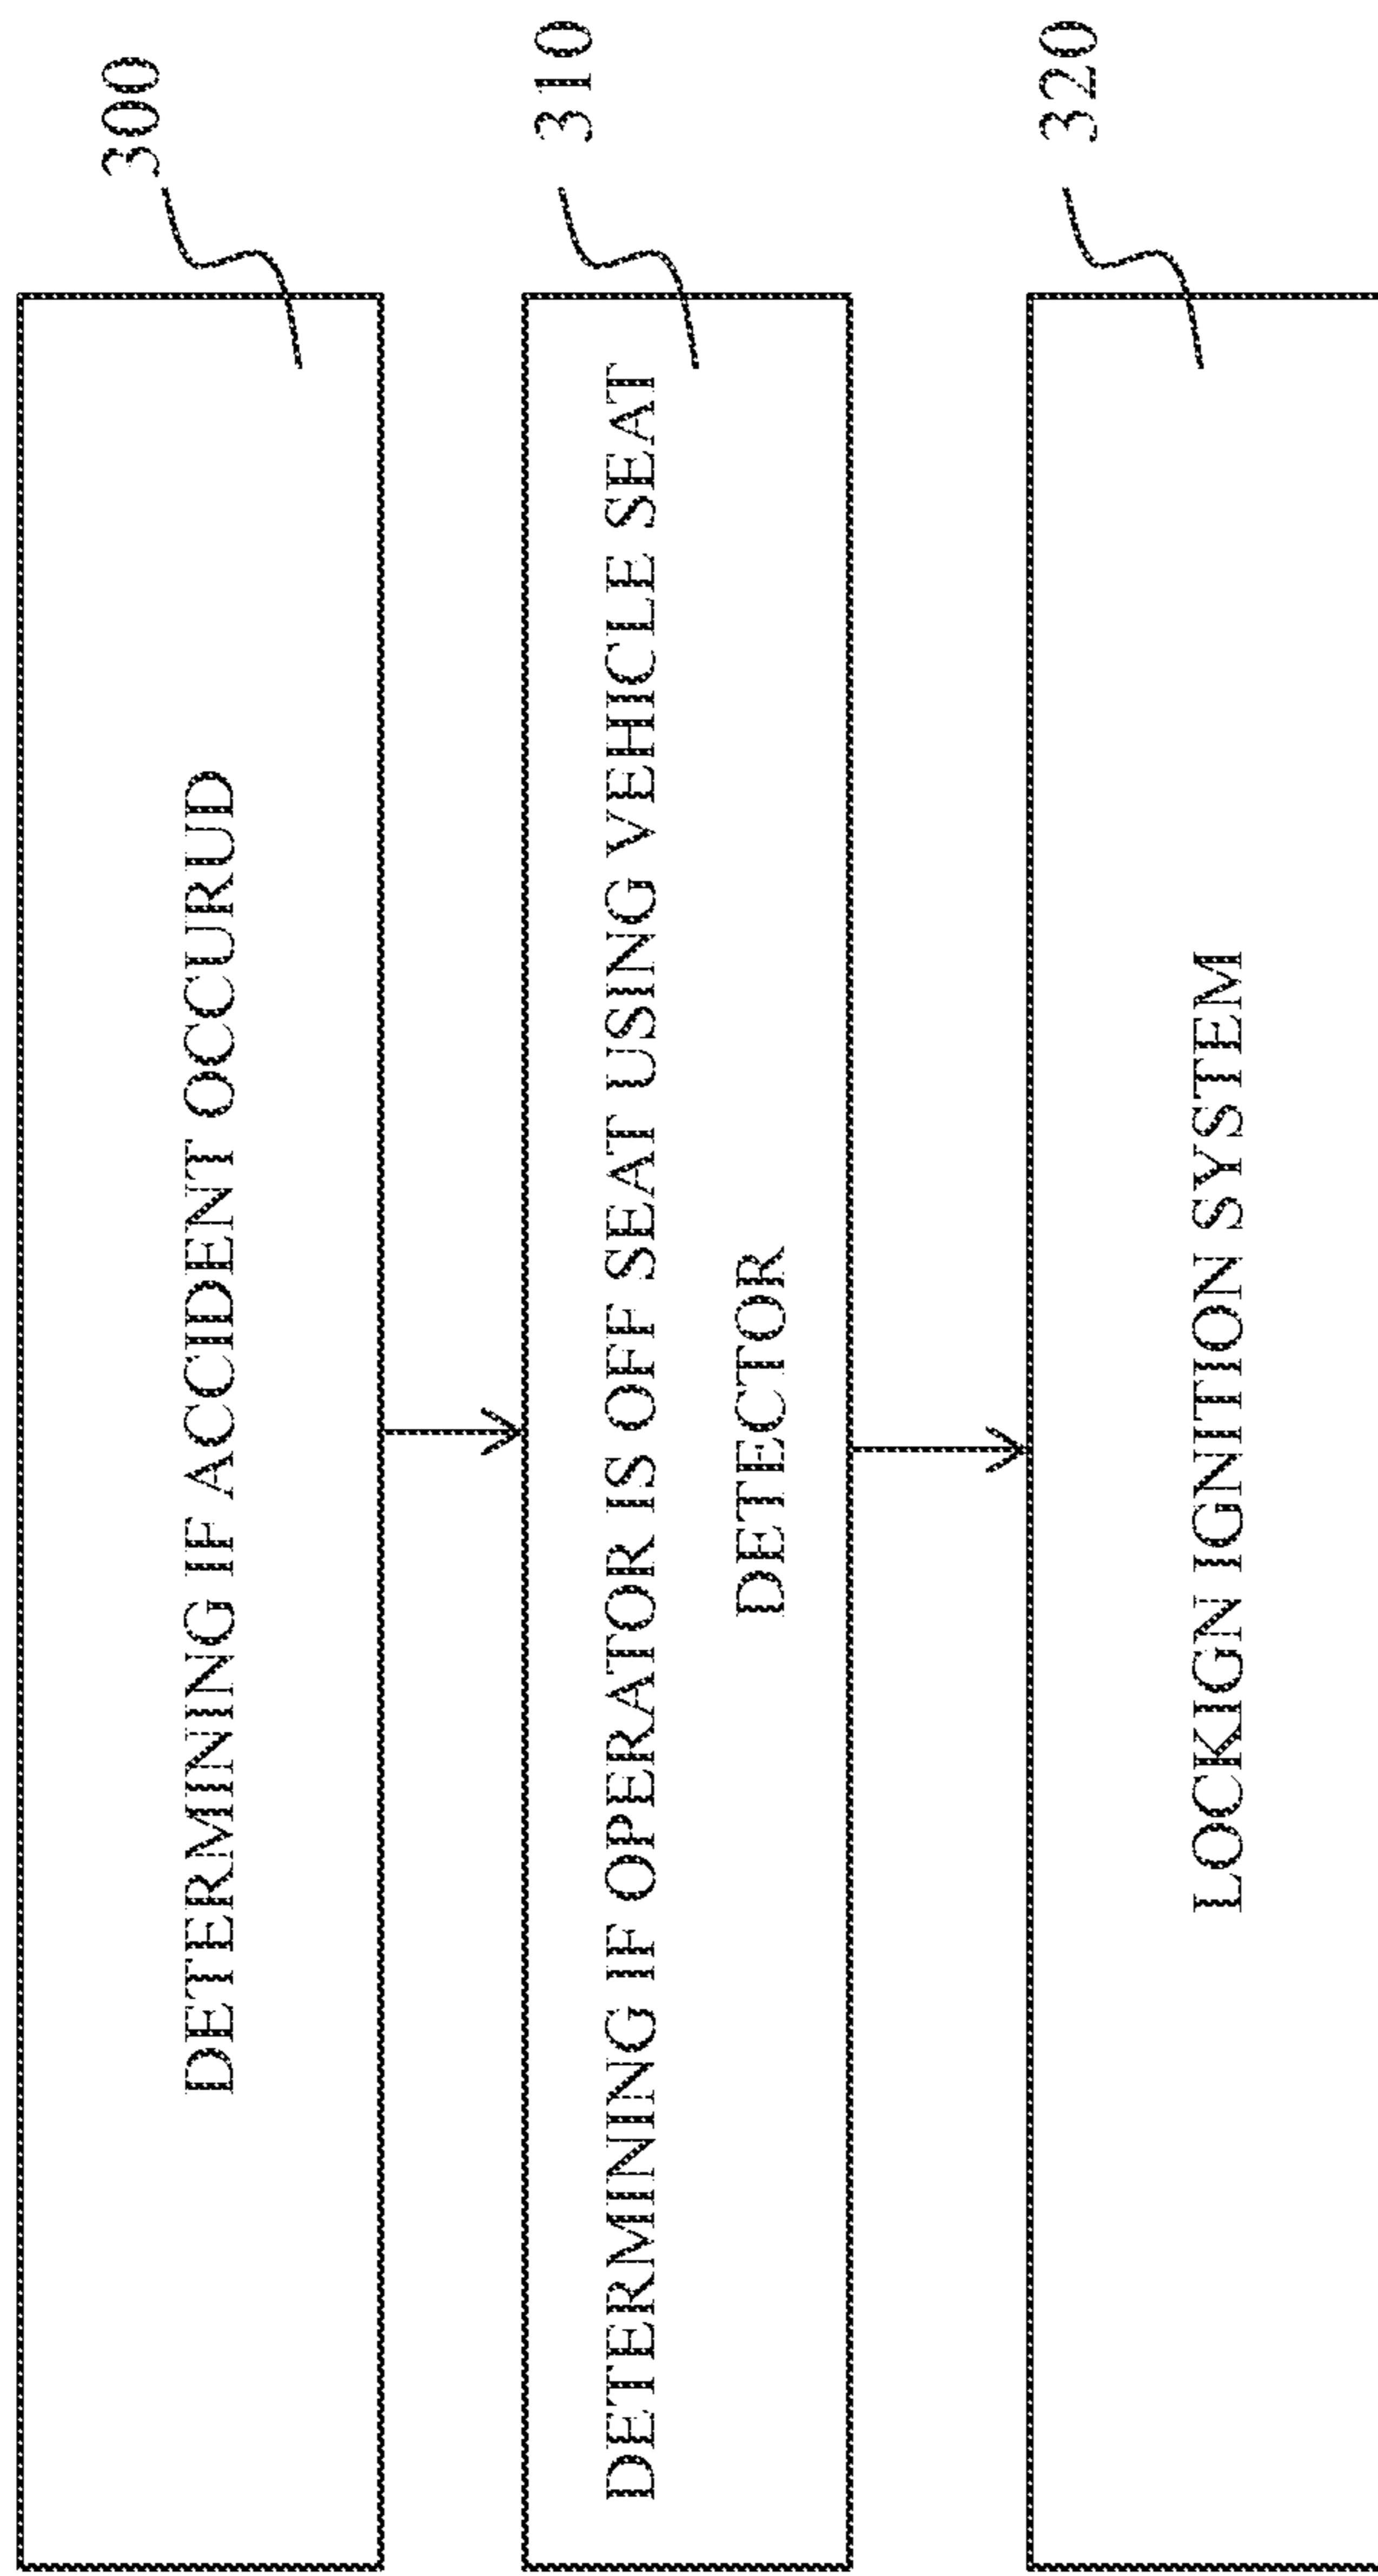 DETERMINING IF ACCIDENT OCCURUD
300
DETERMINING IF OPERATOR IS OFF SEAT USING VEHICLE SEAT
DETECTOR
310
LOCKIGN IGNITION SYSTEM
320